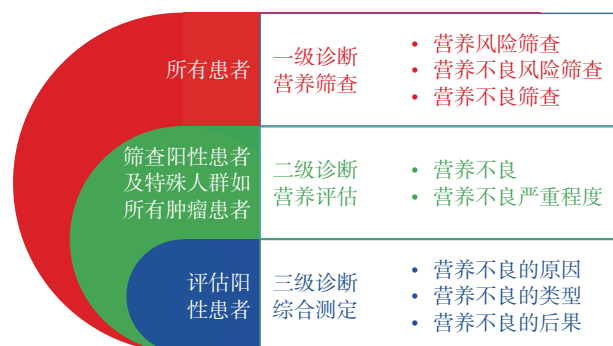 所有患者
一级诊断
营养筛查
• 营养风险筛查
• 营养不良风险筛查
• 营养不良筛查
筛查阳性患者
及特殊人群如
所有肿瘤患者
二级诊断
营养评估
• 营养不良
• 营养不良严重程度
评估阳
性患者
三级诊断
综合测定
• 营养不良的原因
• 营养不良的类型
• 营养不良的后果